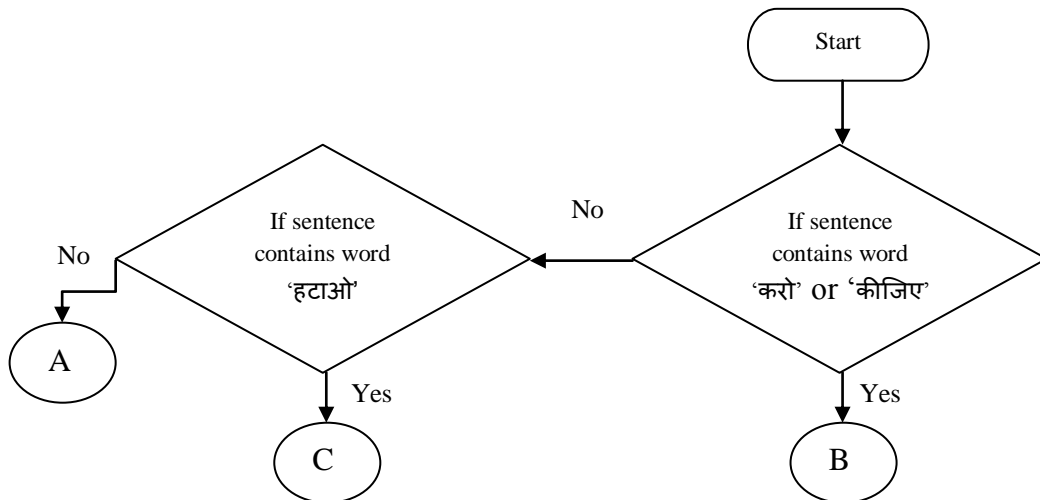 Start
If sentence
contains word
‘करो’ or ‘कीजिए’
No
Yes
B
If sentence
contains word
‘हटाओ’
No
A
Yes
C